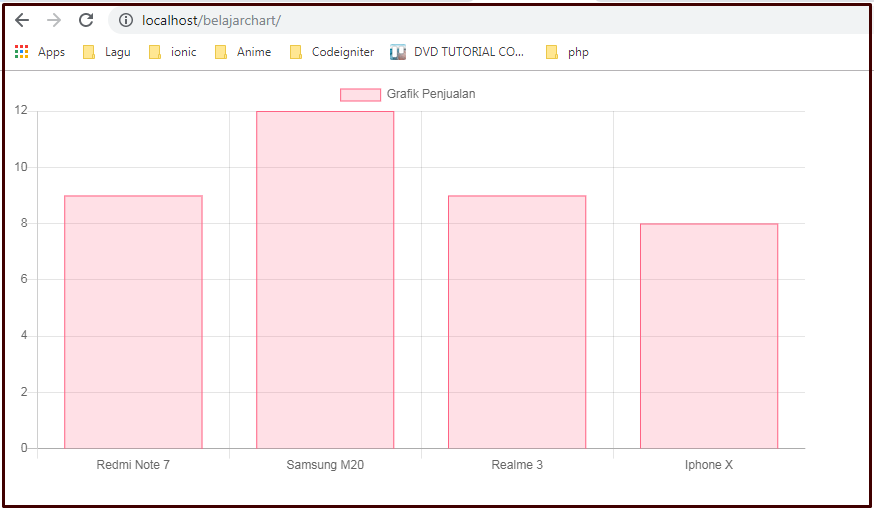 localhost/belajarchart/
Apps Lagu ionic Anime Codeigniter DVD TUTORIAL CO... php
Grafik Penjualan
12
10
8
6
4
2
0
Redmi Note 7 Samsung M20 Realme 3 Iphone X